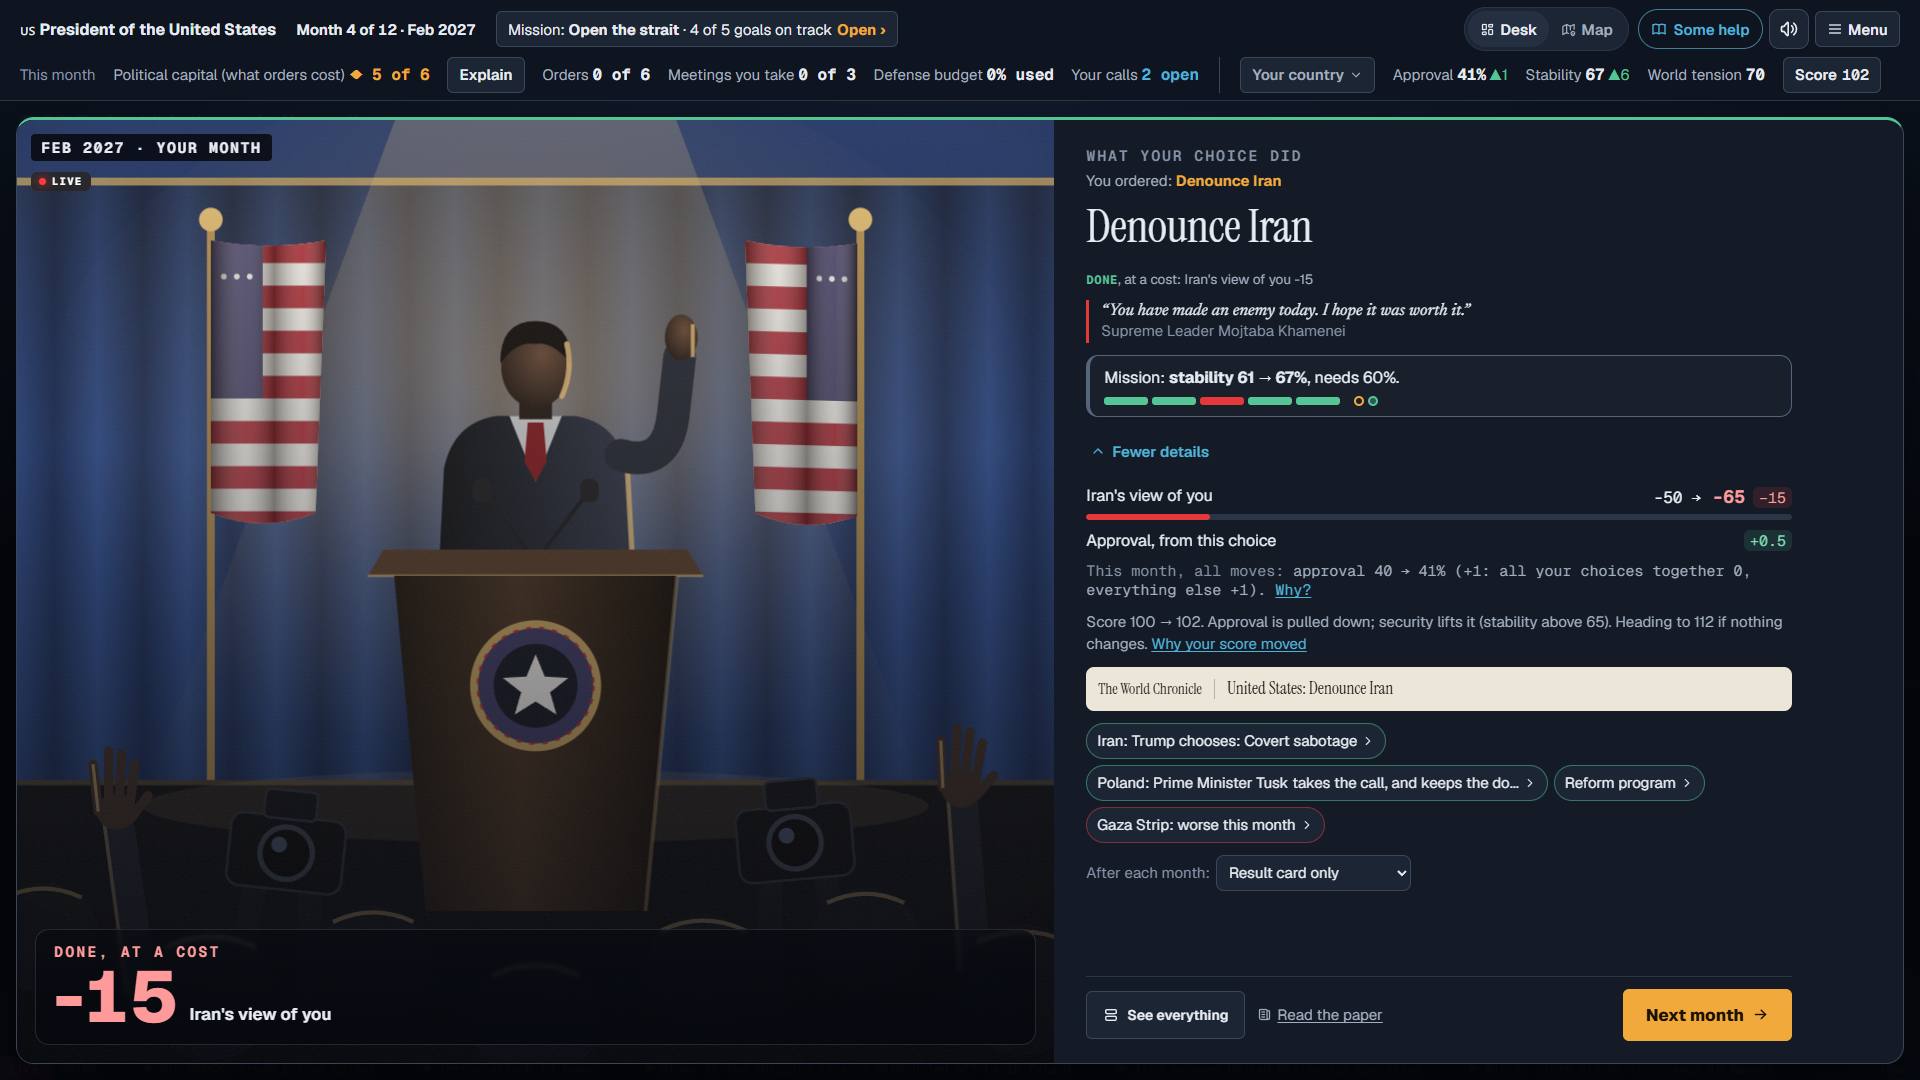 US President of the United States
Month 4 of 12 · Feb 2027
Mission: Open the strait · 4 of 5 goals on track Open ›
Desk
Map
Some help
Menu
This month
Political capital (what orders cost) ◆ 5 of 6
Explain
Orders 0 of 6
Meetings you take 0 of 3
Defense budget 0% used
Your calls 2 open
Your country
Approval 41% ▲1
Stability 67 ▲6
World tension 70
Score 102
FEB 2027 · YOUR MONTH
LIVE
DONE, AT A COST
-15 Iran's view of you
WHAT YOUR CHOICE DID
You ordered: Denounce Iran
Denounce Iran
DONE, at a cost: Iran's view of you -15
“You have made an enemy today. I hope it was worth it.”
Supreme Leader Mojtaba Khamenei
Mission: stability 61 → 67%, needs 60%.
Fewer details
Iran's view of you
-50 → -65 -15
Approval, from this choice
+0.5
This month, all moves: approval 40 → 41% (+1: all your choices together 0,
everything else +1). Why?
Score 100 → 102. Approval is pulled down; security lifts it (stability above 65). Heading to 112 if nothing
changes. Why your score moved
The World Chronicle
United States: Denounce Iran
Iran: Trump chooses: Covert sabotage ›
Poland: Prime Minister Tusk takes the call, and keeps the do... ›
Reform program ›
Gaza Strip: worse this month ›
After each month:
Result card only
See everything
Read the paper
Next month →